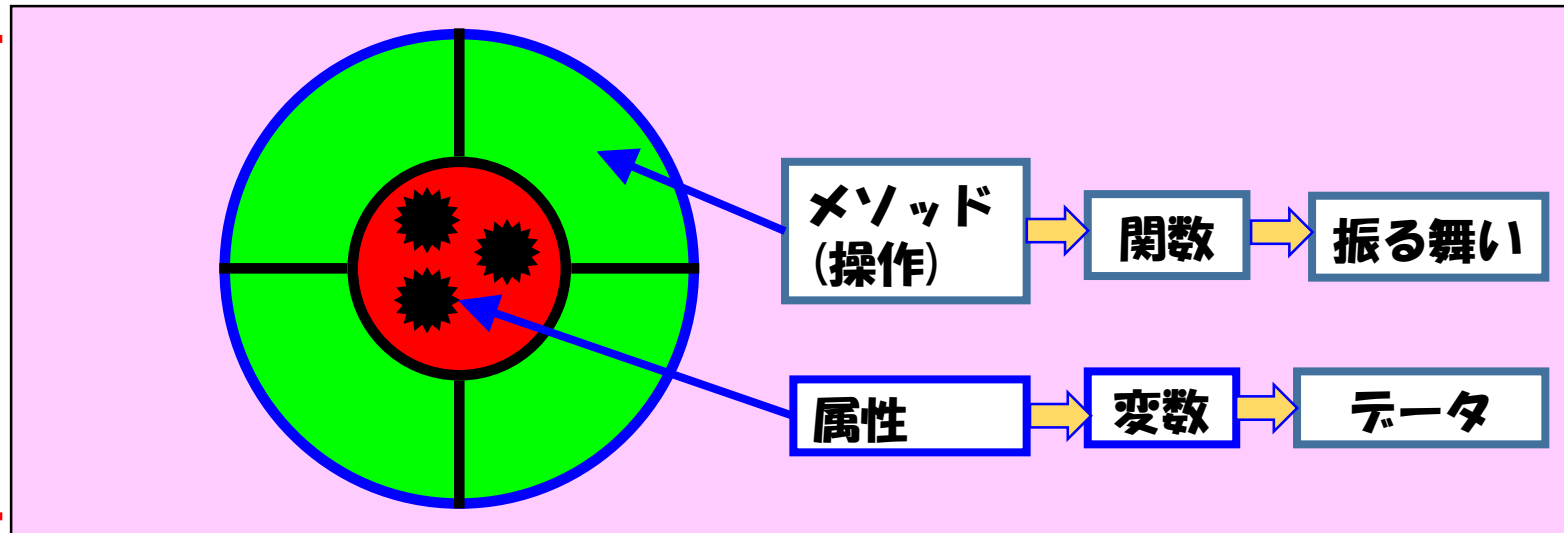 メソッド
(操作)
関数
振る舞い
属性
変数
データ